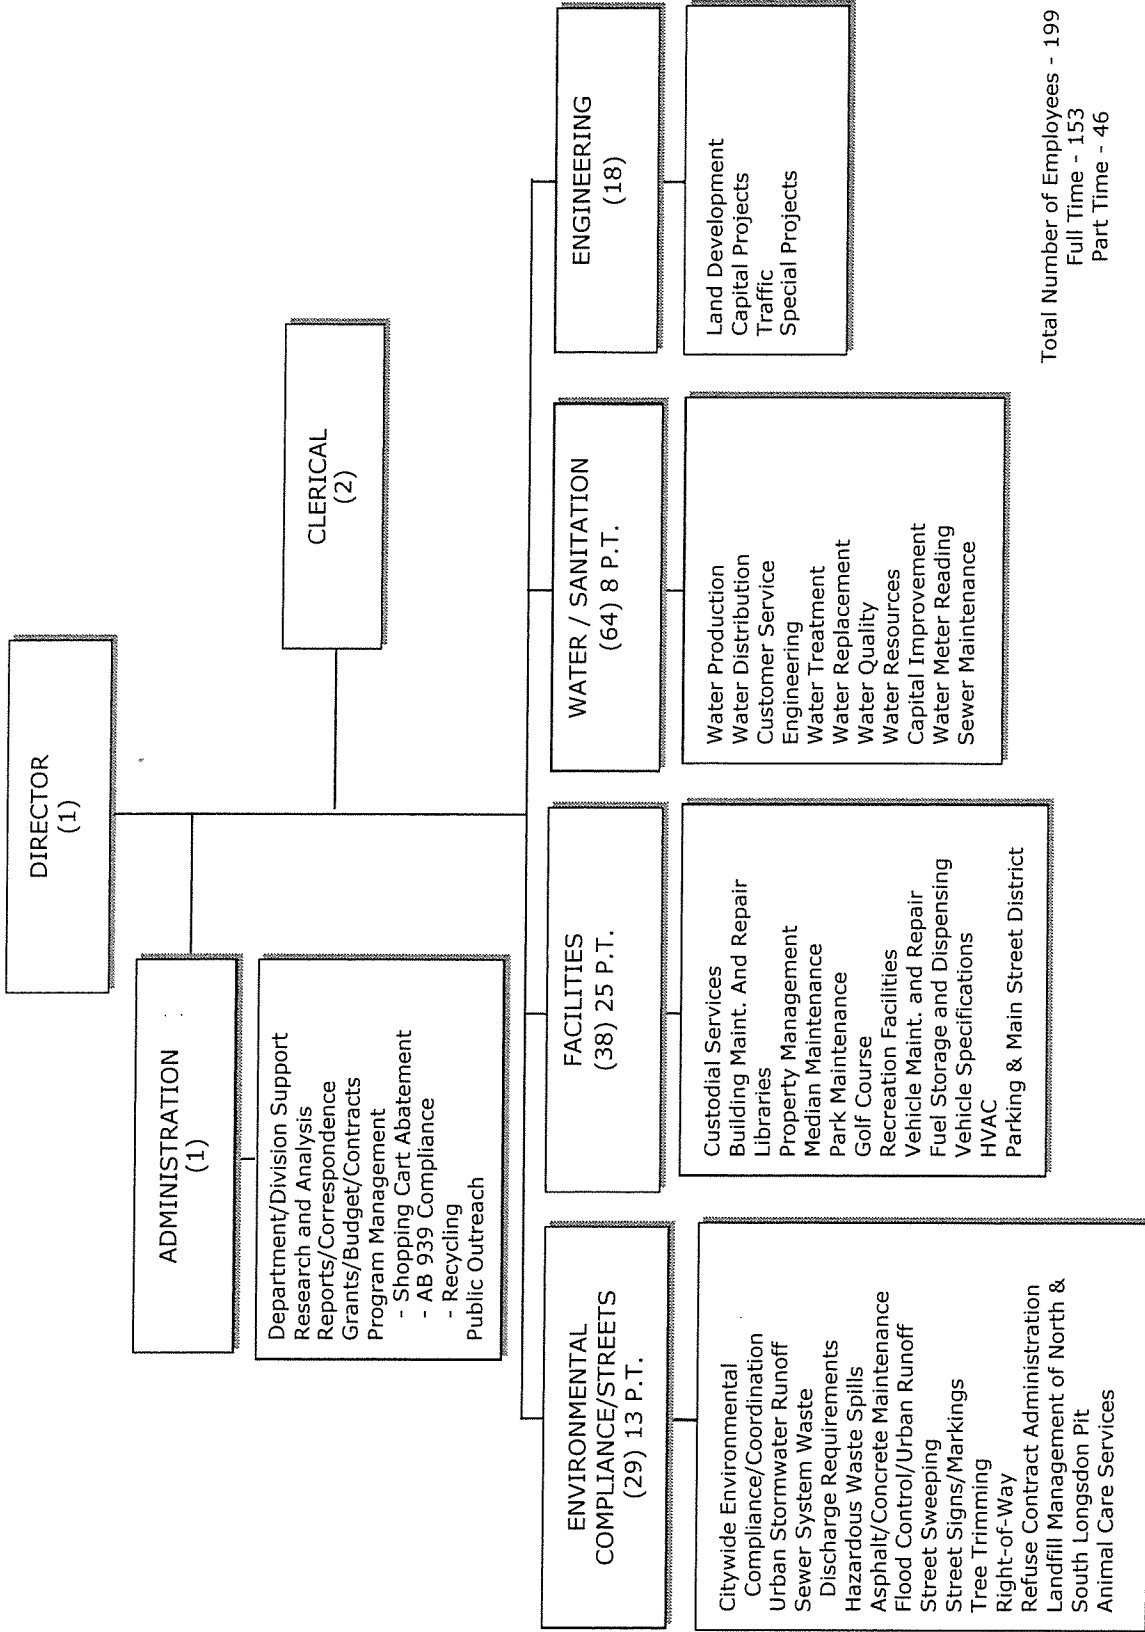 DIRECTOR
(1)
ADMINISTRATION
(1)
Department/Division Support
Research and Analysis
Reports/Correspondence
Grants/Budget/Contracts
Program Management
- Shopping Cart Abatement
- AB 939 Compliance
- Recycling
Public Outreach
CLERICAL
(2)
ENVIRONMENTAL
COMPLIANCE/STREETS
(29) 13 P.T.
Citywide Environmental
Compliance/Coordination
Urban Stormwater Runoff
Sewer System Waste
Discharge Requirements
Hazardous Waste Spills
Asphalt/Concrete Maintenance
Flood Control/Urban Runoff
Street Sweeping
Street Signs/Markings
Tree Trimming
Right-of-Way
Refuse Contract Administration
Landfill Management of North &
South Longsdon Pit
Animal Care Services
FACILITIES
(38) 25 P.T.
Custodial Services
Building Maint. And Repair
Libraries
Property Management
Median Maintenance
Park Maintenance
Golf Course
Recreation Facilities
Vehicle Maint. and Repair
Fuel Storage and Dispensing
Vehicle Specifications
HVAC
Parking & Main Street District
WATER / SANITATION
(64) 8 P.T.
Water Production
Water Distribution
Customer Service
Engineering
Water Treatment
Water Replacement
Water Quality
Water Resources
Capital Improvement
Water Meter Reading
Sewer Maintenance
ENGINEERING
(18)
Land Development
Capital Projects
Traffic
Special Projects
Total Number of Employees - 199
Full Time - 153
Part Time - 46